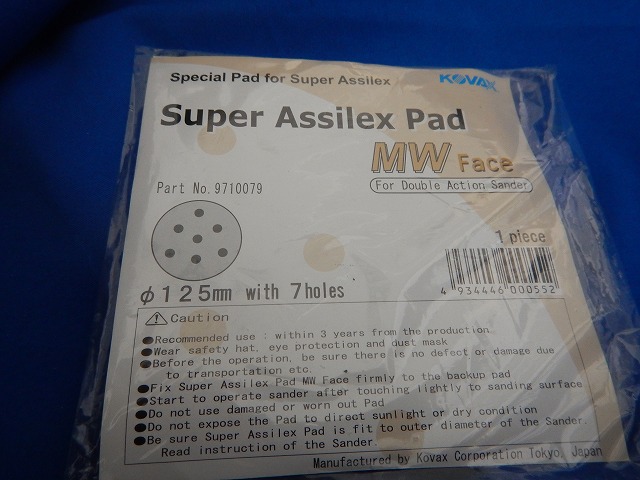 Special Pad for Super Assilex
KOVAX
Super Assilex Pad
MW Face
For Double Action Sander
Part No. 9710079
1 piece
4 934446 000552
φ125mm with 7holes
⚠ Caution
●Recommended use : within 3 years from the production
●Wear safety hat, eye protection and dust mask
●Before the operation, be sure there is no defect or damage due
to transportation etc.
●Fix Super Assilex Pad MW Face firmly to the backup pad
●Start to operate sander after touching lightly to sanding surface
●Do not use damaged or worn out Pad
●Do not expose the Pad to direct sunlight or dry condition
●Be sure Super Assilex Pad is fit to outer diameter of the Sander.
Read instruction of the Sander.
Manufactured by Kovax Corporation Tokyo, Japan